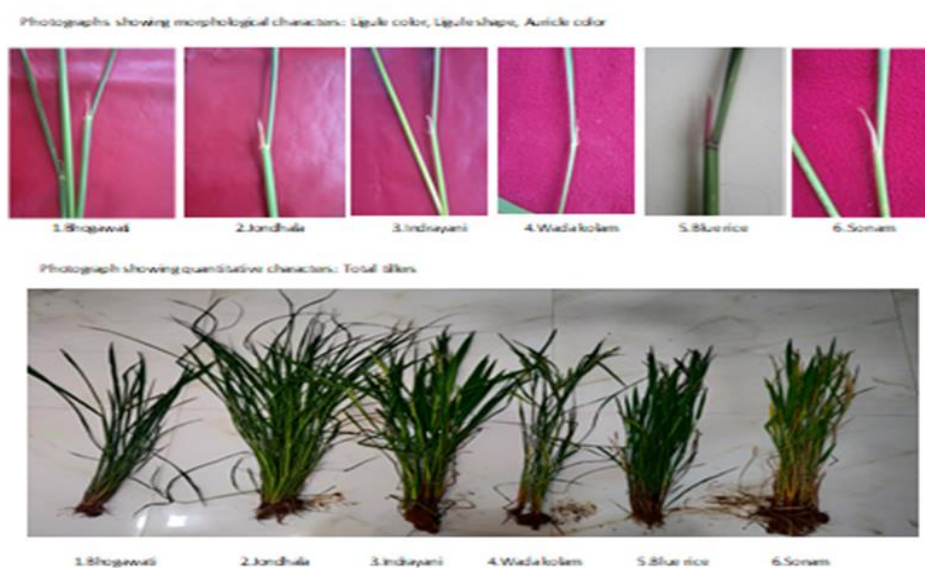 Photographs showing morphological characters: Ligule color, Ligule shape, Auricle color
1.Bhogawati 2.Jondhala 3.Indrayani 4.Wada kolam 5.Blue rice 6.Sonam
Photograph showing quantitative characters: Total tillers
1.Bhogawati 2.Jondhala 3.Indrayani 4.Wada kolam 5.Blue rice 6.Sonam